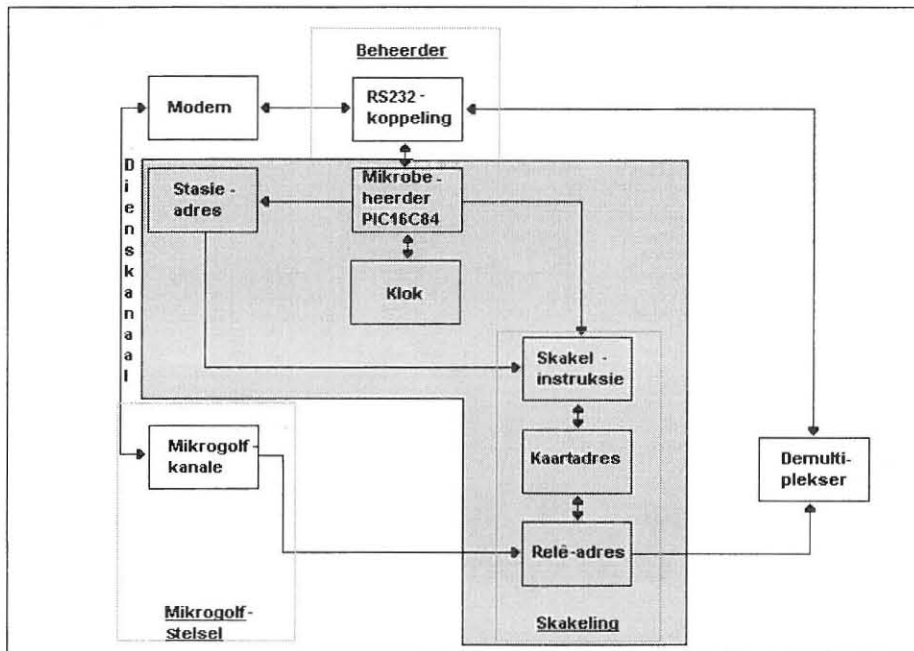 Beheerder
Modem
RS232-
koppeling
Dienskanaal
Stasie-
adres
Mikrobe-
heerder
PIC16C84
Klok
Skakel-
instruksie
Kaartadres
Relê-adres
Skakeling
Mikrogolf-
kanale
Mikrogolf-
Stelsel
Demulti-
plekser